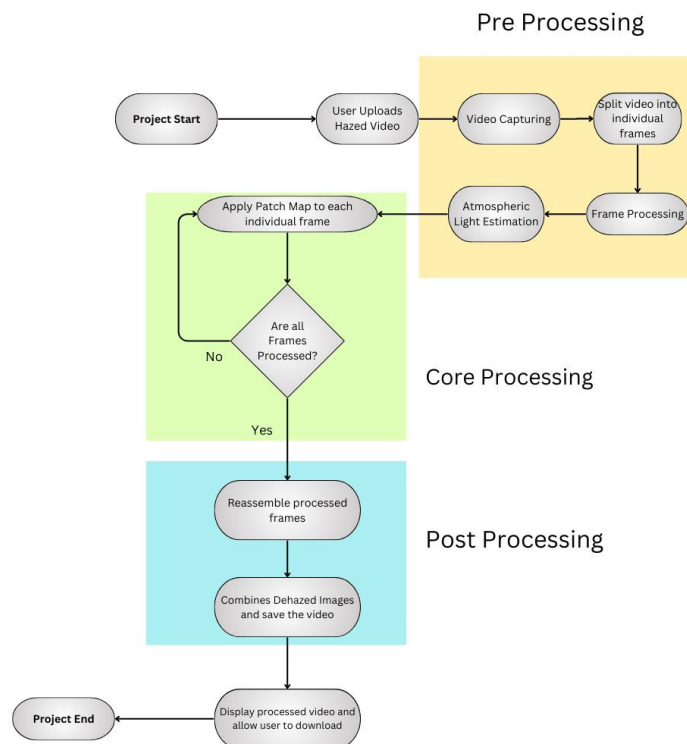 Pre Processing
Project Start
User Uploads
Hazed Video
Video Capturing
Split video into
individual
frames
Apply Patch Map to each
individual frame
Atmospheric
Light Estimation
Frame Processing
Are all
Frames
Processed?
No
Core Processing
Yes
Reassemble processed
frames
Post Processing
Combines Dehazed Images
and save the video
Display processed video and
allow user to download
Project End